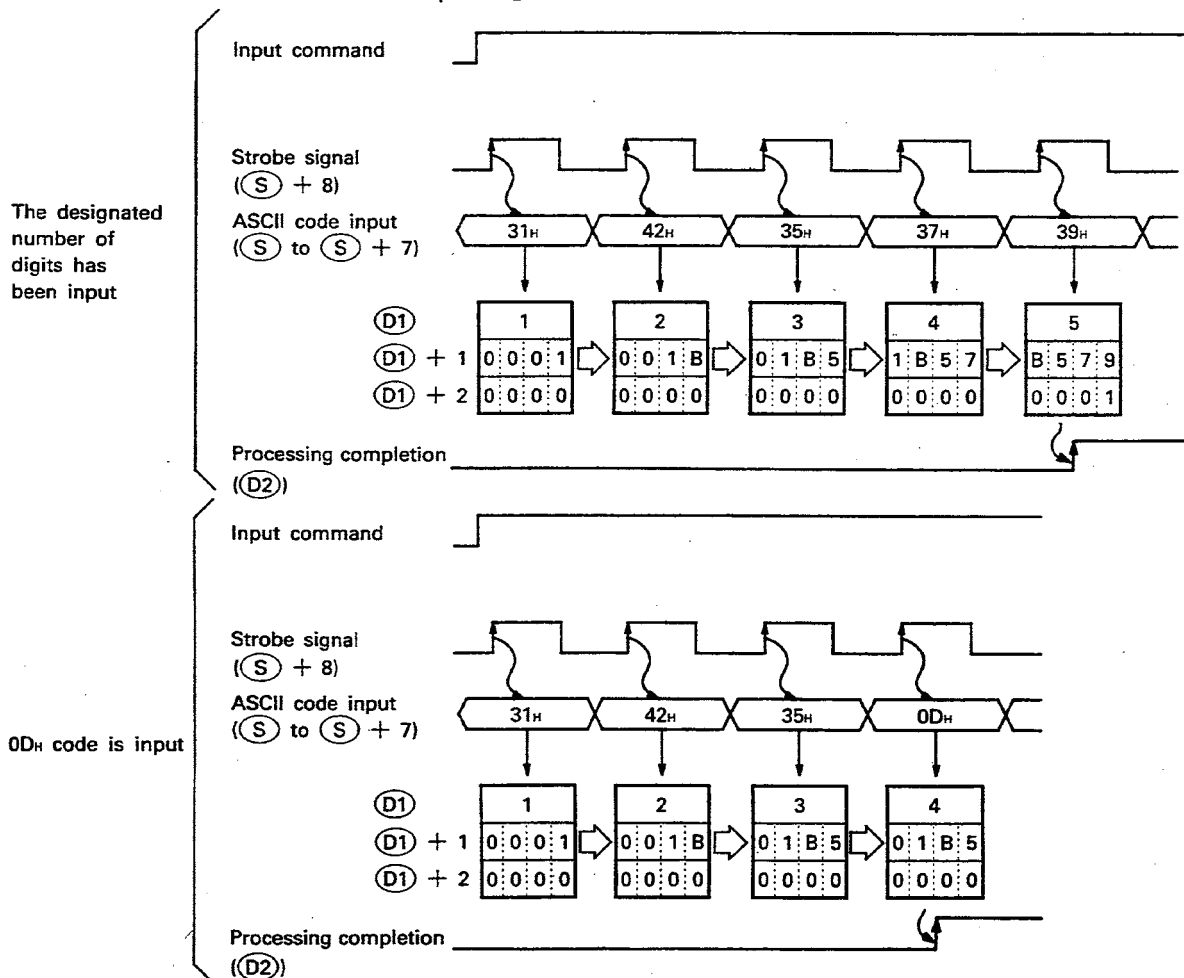 Input command
Strobe signal
(Ⓢ + 8)
The designated
number of
digits has
been input
ASCII code input
(Ⓢ to Ⓢ + 7)
31H 42H 35H 37H 39H
(D1) 1 2 3 4 5
(D1) + 1 0 0 0 1 0 0 1 B 0 1 B 5 1 B 5 7 B 5 7 9
(D1) + 2 0 0 0 0 0 0 0 0 0 0 0 0 0 0 0 0 0 0 0 1
Processing completion
((D2))
Input command
Strobe signal
(Ⓢ + 8)
0DH code is input
ASCII code input
(Ⓢ to Ⓢ + 7)
31H 42H 35H 0DH
(D1) 1 2 3 4
(D1) + 1 0 0 0 1 0 0 1 B 0 1 B 5 0 1 B 5
(D1) + 2 0 0 0 0 0 0 0 0 0 0 0 0 0 0 0 0
Processing completion
((D2))